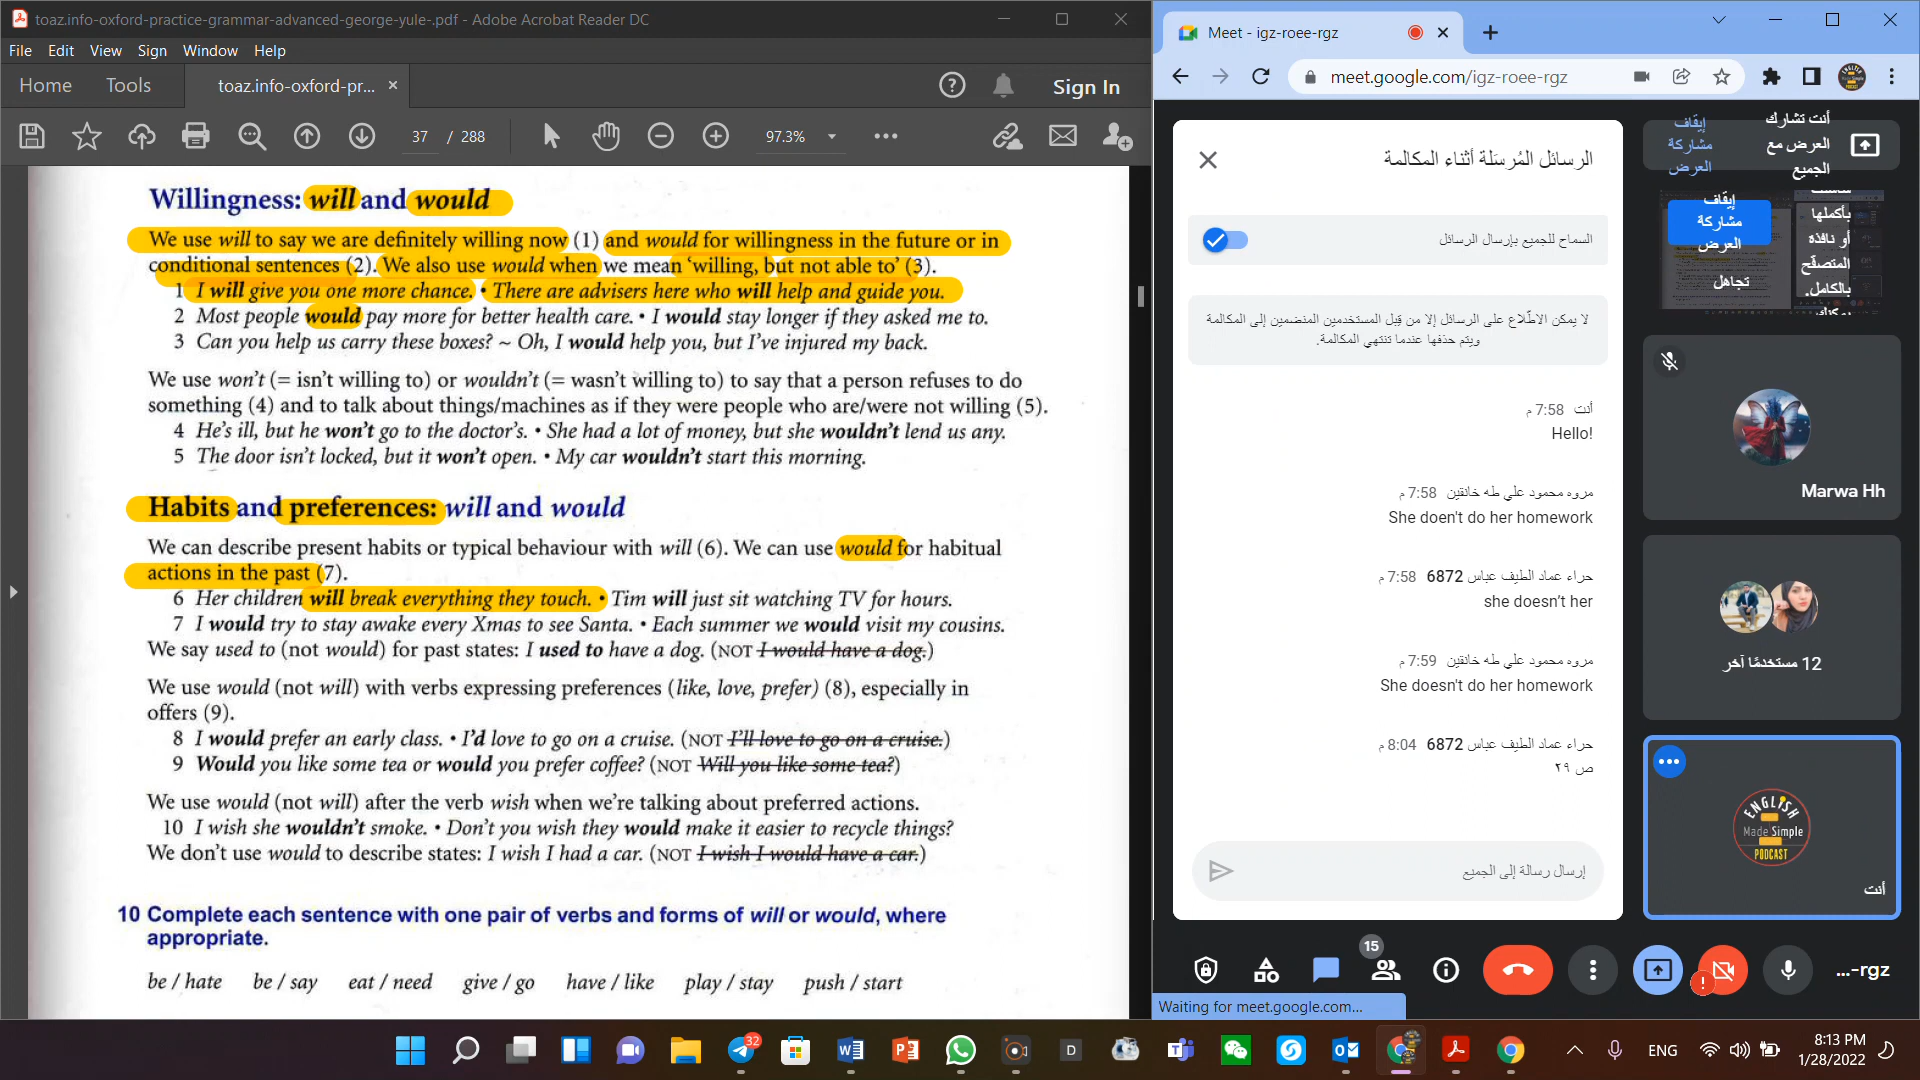 toaz.info-oxford-practice-grammar-advanced-george-yule-.pdf - Adobe Acrobat Reader DC
File Edit View Sign Window Help
Home Tools toaz.info-oxford-pr... × Sign In
37 / 288 97.3%
Willingness: will and would
We use will to say we are definitely willing now (1) and would for willingness in the future or in
conditional sentences (2). We also use would when we mean ‘willing, but not able to’ (3).
1 I will give you one more chance. • There are advisers here who will help and guide you.
2 Most people would pay more for better health care. • I would stay longer if they asked me to.
3 Can you help us carry these boxes? ~ Oh, I would help you, but I’ve injured my back.
We use won’t (= isn’t willing to) or wouldn’t (= wasn’t willing to) to say that a person refuses to do
something (4) and to talk about things/machines as if they were people who are/were not willing (5).
4 He’s ill, but he won’t go to the doctor’s. • She had a lot of money, but she wouldn’t lend us any.
5 The door isn’t locked, but it won’t open. • My car wouldn’t start this morning.
Habits and preferences: will and would
We can describe present habits or typical behaviour with will (6). We can use would for habitual
actions in the past (7).
6 Her children will break everything they touch. • Tim will just sit watching TV for hours.
7 I would try to stay awake every Xmas to see Santa. • Each summer we would visit my cousins.
We say used to (not would) for past states: I used to have a dog. (NOT I would have a dog.)
We use would (not will) with verbs expressing preferences (like, love, prefer) (8), especially in
offers (9).
8 I would prefer an early class. • I’d love to go on a cruise. (NOT I’ll love to go on a cruise.)
9 Would you like some tea or would you prefer coffee? (NOT Will you like some tea?)
We use would (not will) after the verb wish when we’re talking about preferred actions.
10 I wish she wouldn’t smoke. • Don’t you wish they would make it easier to recycle things?
We don’t use would to describe states: I wish I had a car. (NOT I wish I would have a car.)
10 Complete each sentence with one pair of verbs and forms of will or would, where
appropriate.
be / hate be / say eat / need give / go have / like play / stay push / start
Meet - igz-roee-rgz
meet.google.com/igz-roee-rgz
الرسائل المُرسَلة أثناء المكالمة
السماح للجميع بإرسال الرسائل
لا يمكن الاطّلاع على الرسائل إلا من قِبل المستخدمين المنضمين إلى المكالمة
ويتم حذفها عندما تنتهي المكالمة.
أنت 7:58 م
Hello!
مروه محمود علي طه خانقين 7:58 م
She doen't do her homework
حراء عماد الطيف عباس 6872 7:58 م
she doesn’t her
مروه محمود علي طه خانقين 7:59 م
She doesn't do her homework
حراء عماد الطيف عباس 6872 8:04 م
ص ٢٩
إرسال رسالة إلى الجميع
أنت تشارك
العرض مع
الجميع
إيقاف
مشاركة
العرض
بأكملها
أو نافذة
المتصفّح
بالكامل.
إيقاف
مشاركة
العرض
تجاهل
Marwa Hh
12 مستخدمًا آخر
ENGLISH
Made Simple
PODCAST
أنت
15
...-rgz
Waiting for meet.google.com...
32
D
ENG
8:13 PM
1/28/2022